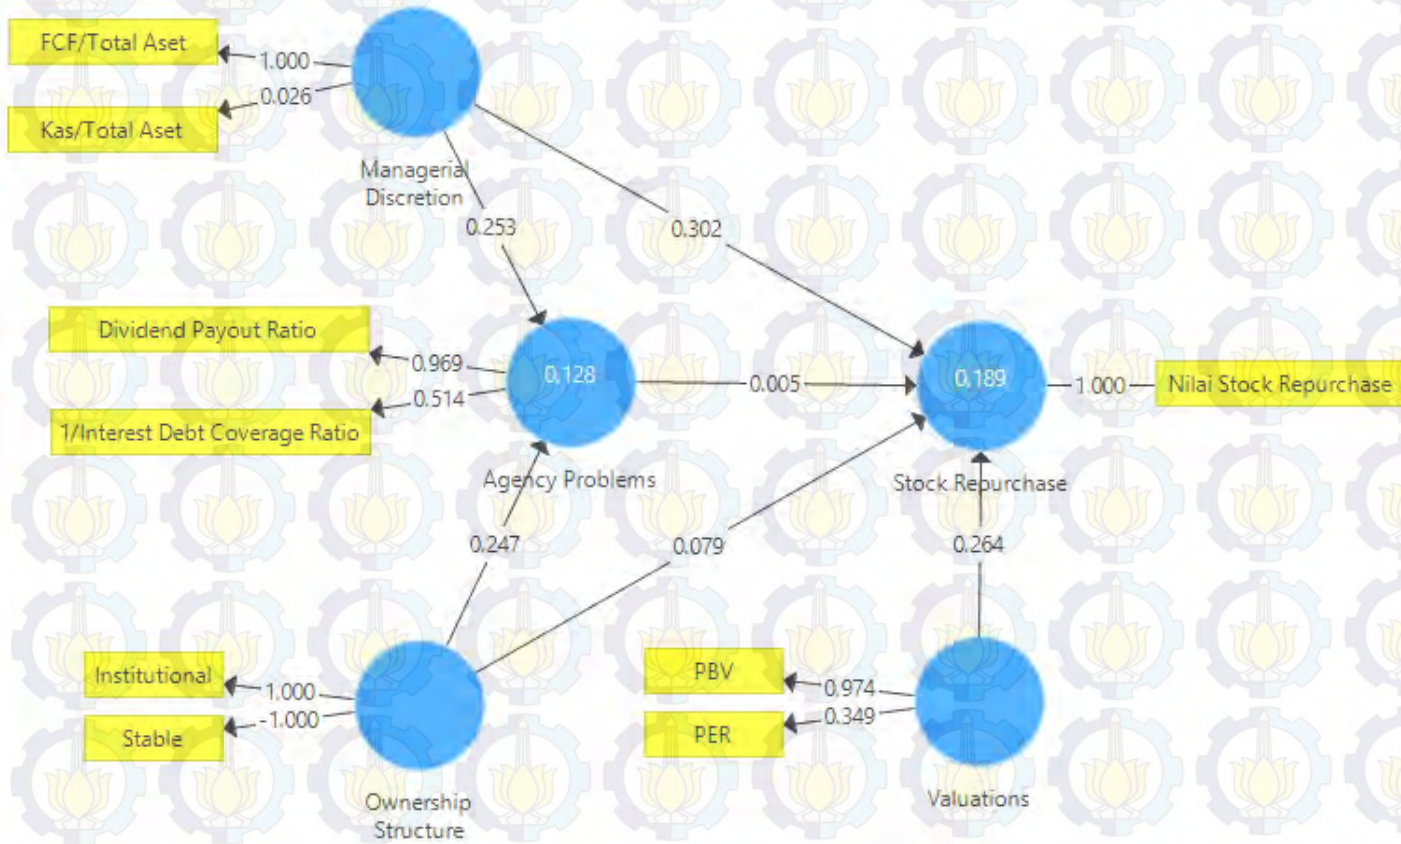 FCF/Total Aset
1.000
0.026
Kas/Total Aset
Managerial
Discretion
0.253
0.302
Dividend Payout Ratio
0.969
0.514
1/Interest Debt Coverage Ratio
0.128
Agency Problems
0.005
0.189
Stock Repurchase
1.000
Nilai Stock Repurchase
0.247
0.079
0.264
Institutional
1.000
-1.000
Stable
Ownership
Structure
PBV
0.974
0.349
PER
Valuations